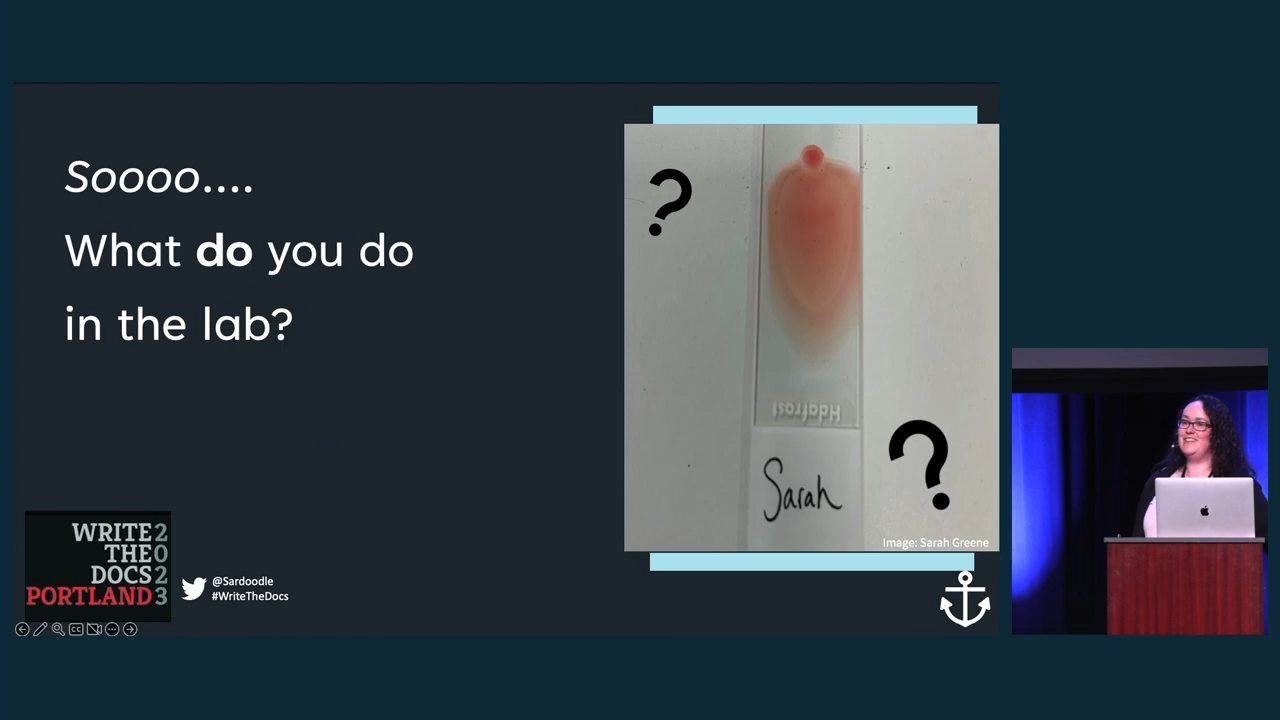 Soooo....
What do you do
in the lab?
?
Hdafrost
Sarah
?
Image: Sarah Greene
WRITE 2
THE 0
DOCS 2
PORTLAND 3
@Sardoodle
#WriteTheDocs
CC